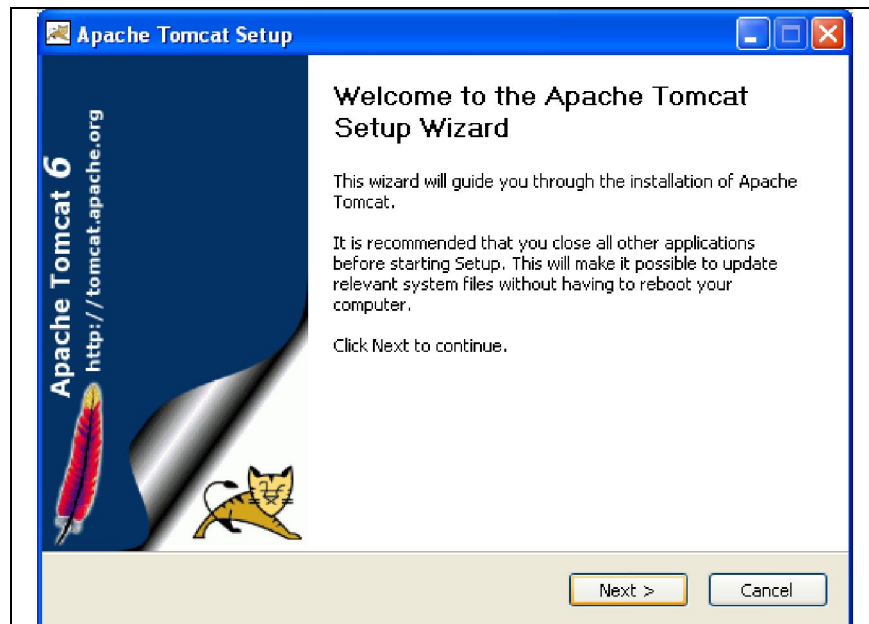 Apache Tomcat Setup
Apache Tomcat 6
http://tomcat.apache.org
Welcome to the Apache Tomcat
Setup Wizard
This wizard will guide you through the installation of Apache
Tomcat.
It is recommended that you close all other applications
before starting Setup. This will make it possible to update
relevant system files without having to reboot your
computer.
Click Next to continue.
Next >
Cancel